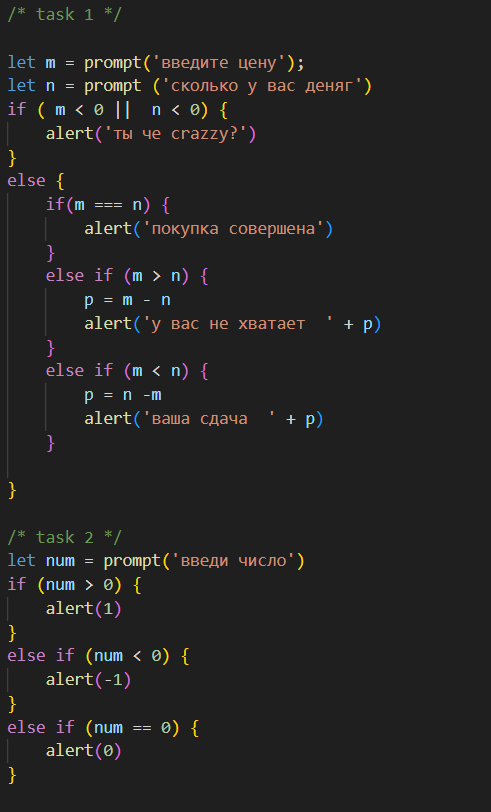 /* task 1 */
let m = prompt('введите цену');
let n = prompt ('сколько у вас деняг')
if ( m < 0 ||  n < 0) {
    alert('ты че crazzy?')
}
else {
    if(m === n) {
        alert('покупка совершена')
    }
    else if (m > n) {
        p = m - n
        alert('у вас не хватает  ' + p)
    }
    else if (m < n) {
        p = n -m
        alert('ваша сдача  ' + p)
    }
}
/* task 2 */
let num = prompt('введи число')
if (num > 0) {
    alert(1)
}
else if (num < 0) {
    alert(-1)
}
else if (num == 0) {
    alert(0)
}